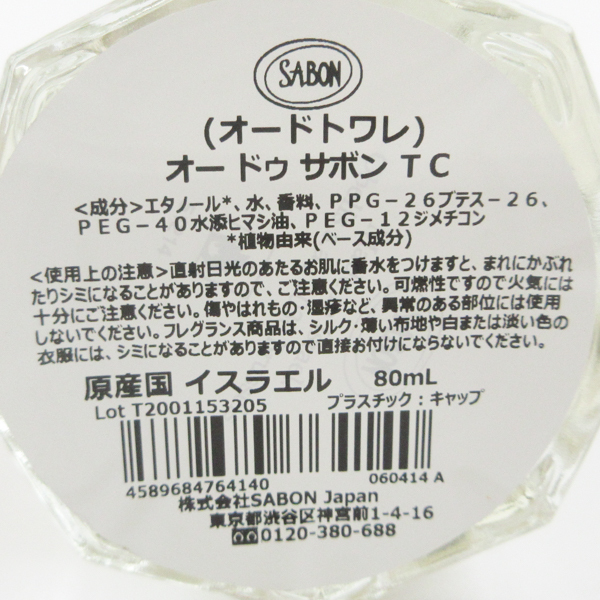 SABON
(オードトワレ)
オー ドゥ サボン ＴＣ
<成分>エタノール*、水、香料、ＰＰＧ－２６ブテス－２６、
ＰＥＧ－４０水添ヒマシ油、ＰＥＧ－１２ジメチコン
*植物由来(ベース成分)
<使用上の注意>直射日光のあたるお肌に香水をつけますと、まれにかぶれ
たりシミになることがありますので、ご注意ください。可燃性ですので火気には
十分にご注意ください。傷やはれもの・湿疹など、異常のある部位には使用
しないでください。フレグランス商品は、シルク・薄い布地や白または淡い色の
衣服には、シミになることがありますので直接お付けにならないでください。
原産国 イスラエル 80mL
Lot T2001153205 プラスチック：キャップ
4589684764140 060414 A
株式会社SABON Japan
東京都渋谷区神宮前1-4-16
0120-380-688